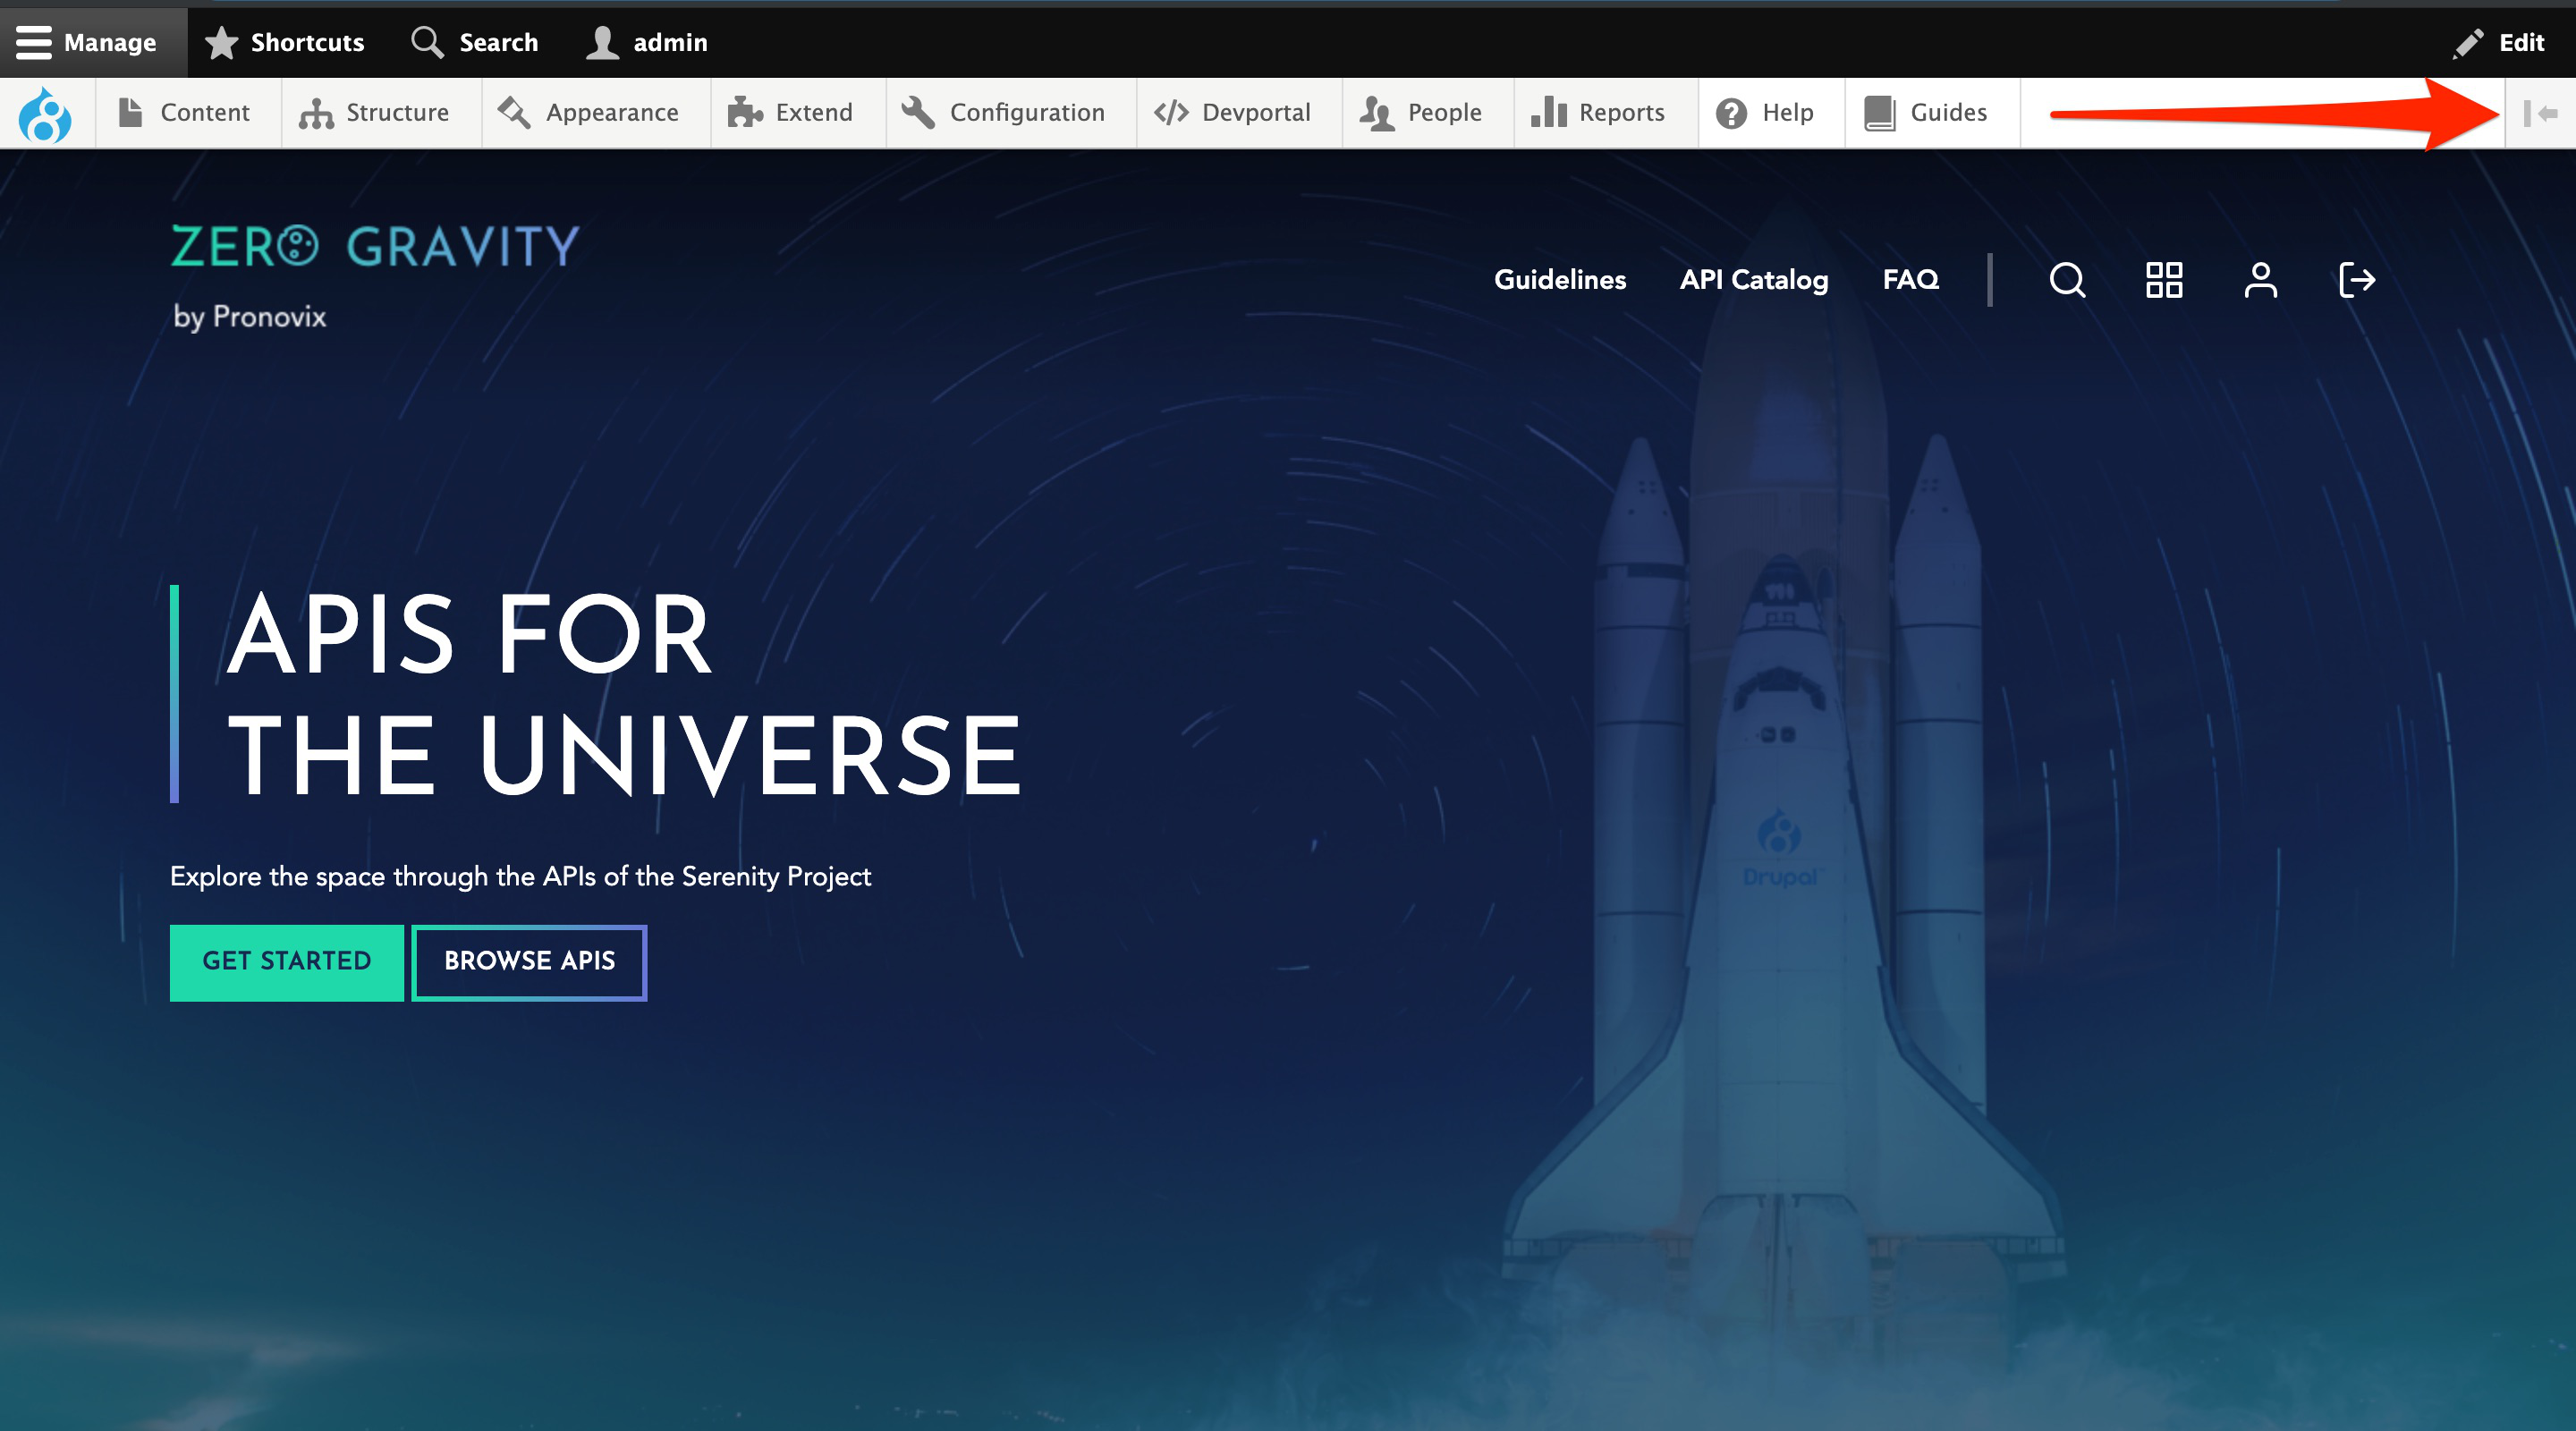 Manage Shortcuts Search admin Edit
Content Structure Appearance Extend Configuration Devportal People Reports Help Guides
ZERO GRAVITY
by Pronovix
Guidelines API Catalog FAQ
APIS FOR
THE UNIVERSE
Explore the space through the APIs of the Serenity Project
GET STARTED BROWSE APIS
Drupal